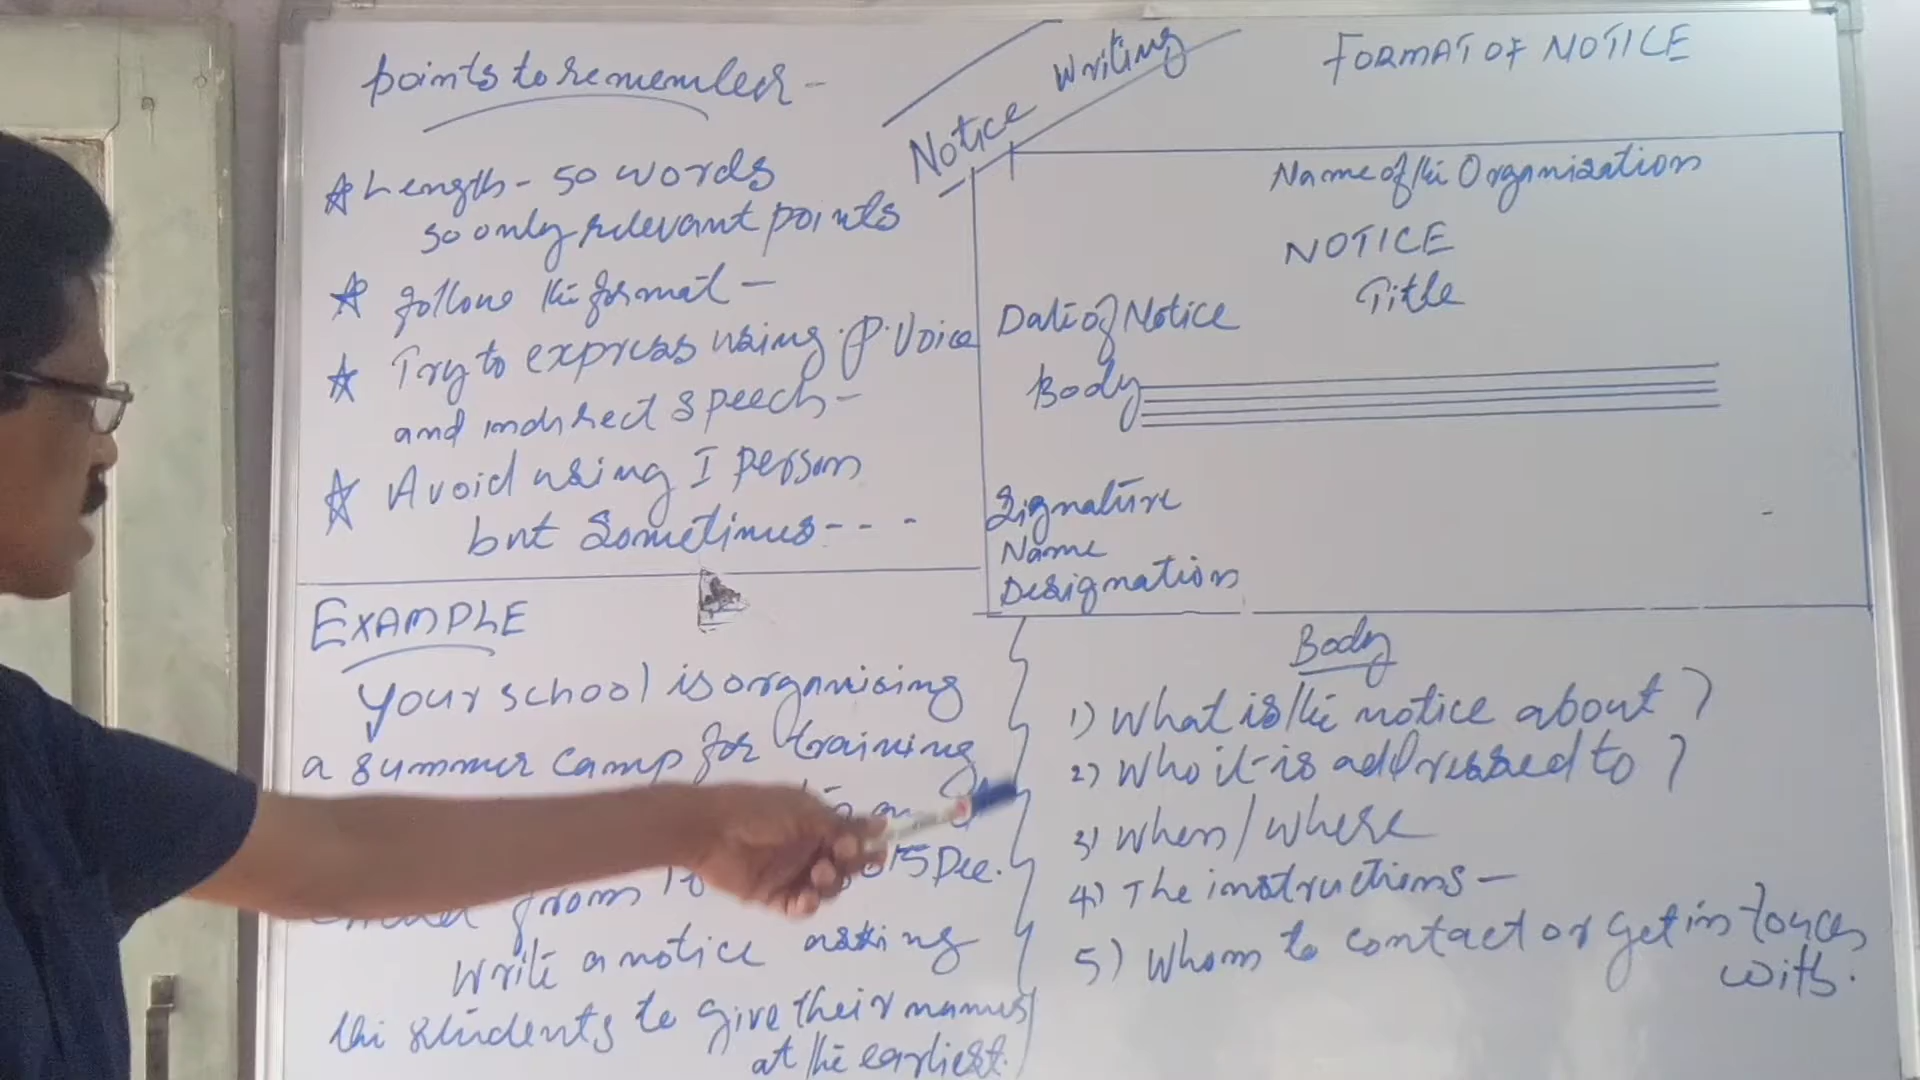 points to remember -
* Length - 50 words
so only relevant points
* follow the format -
* Try to express using P. Voice
and indirect speech -
* Avoid using I person
but Sometimes - - -
Notice Writing
FORMAT OF NOTICE
Name of the Organization
NOTICE
Title
Date of Notice
Body
Signature
Name
Designation
EXAMPLE
Your school is organising
a summer camp for training
from
15 Dec.
Write a notice asking
the students to give their names
at the earliest.
Body
1) What is the notice about?
2) Who it is addressed to?
3) When/Where
4) The instructions -
5) Whom to contact or get in touch
with.